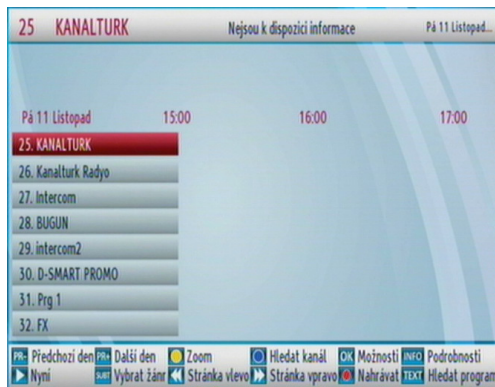 25 KANALTURK Nejsou k dispozici informace Pá 11 Listopad...
Pá 11 Listopad 15:00 16:00 17:00
25. KANALTURK
26. Kanalturk Radyo
27. Intercom
28. BUGUN
29. intercom2
30. D-SMART PROMO
31. Prg 1
32. FX
PR- Předchozí den PR+ Další den Zoom Hledat kanál OK Možnosti INFO Podrobnosti
Nyní SUBT Vybrat žánr Stránka vlevo Stránka vpravo Nahrávat TEXT Hledat program